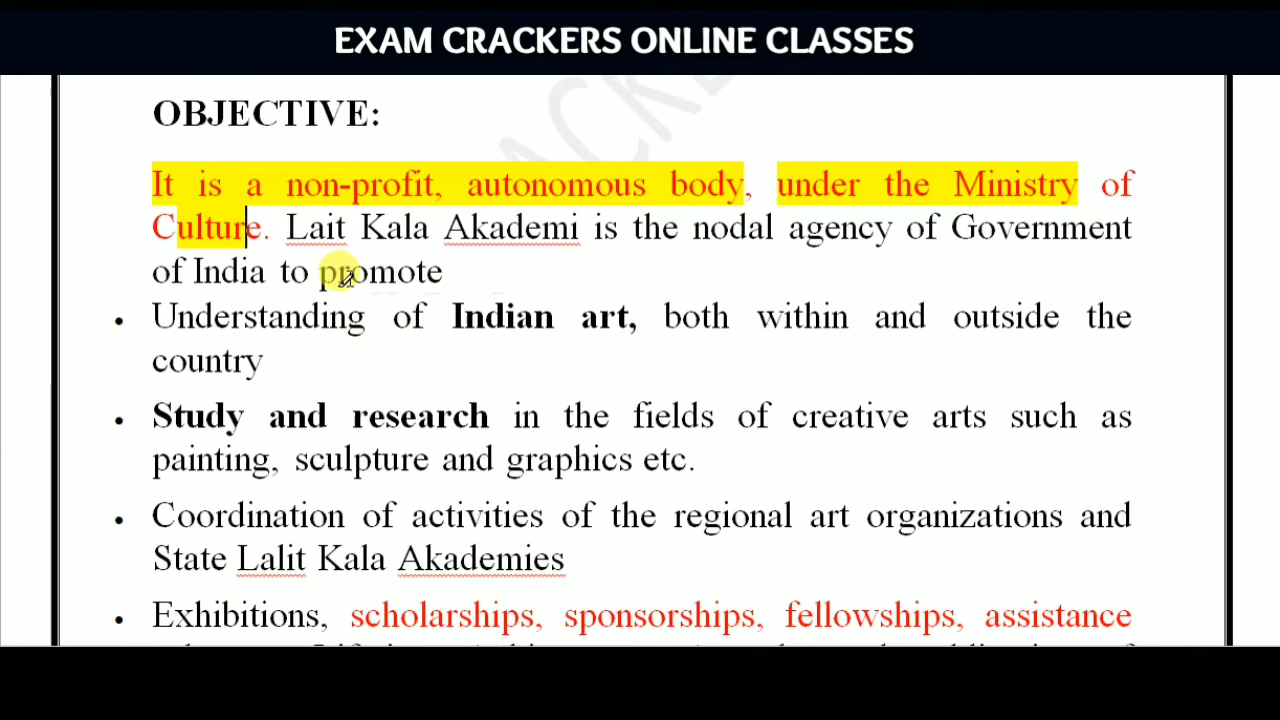 EXAM CRACKERS ONLINE CLASSES
OBJECTIVE:
It is a non-profit, autonomous body, under the Ministry of
Culture. Lait Kala Akademi is the nodal agency of Government
of India to promote
• Understanding of Indian art, both within and outside the
country
• Study and research in the fields of creative arts such as
painting, sculpture and graphics etc.
• Coordination of activities of the regional art organizations and
State Lalit Kala Akademies
• Exhibitions, scholarships, sponsorships, fellowships, assistance